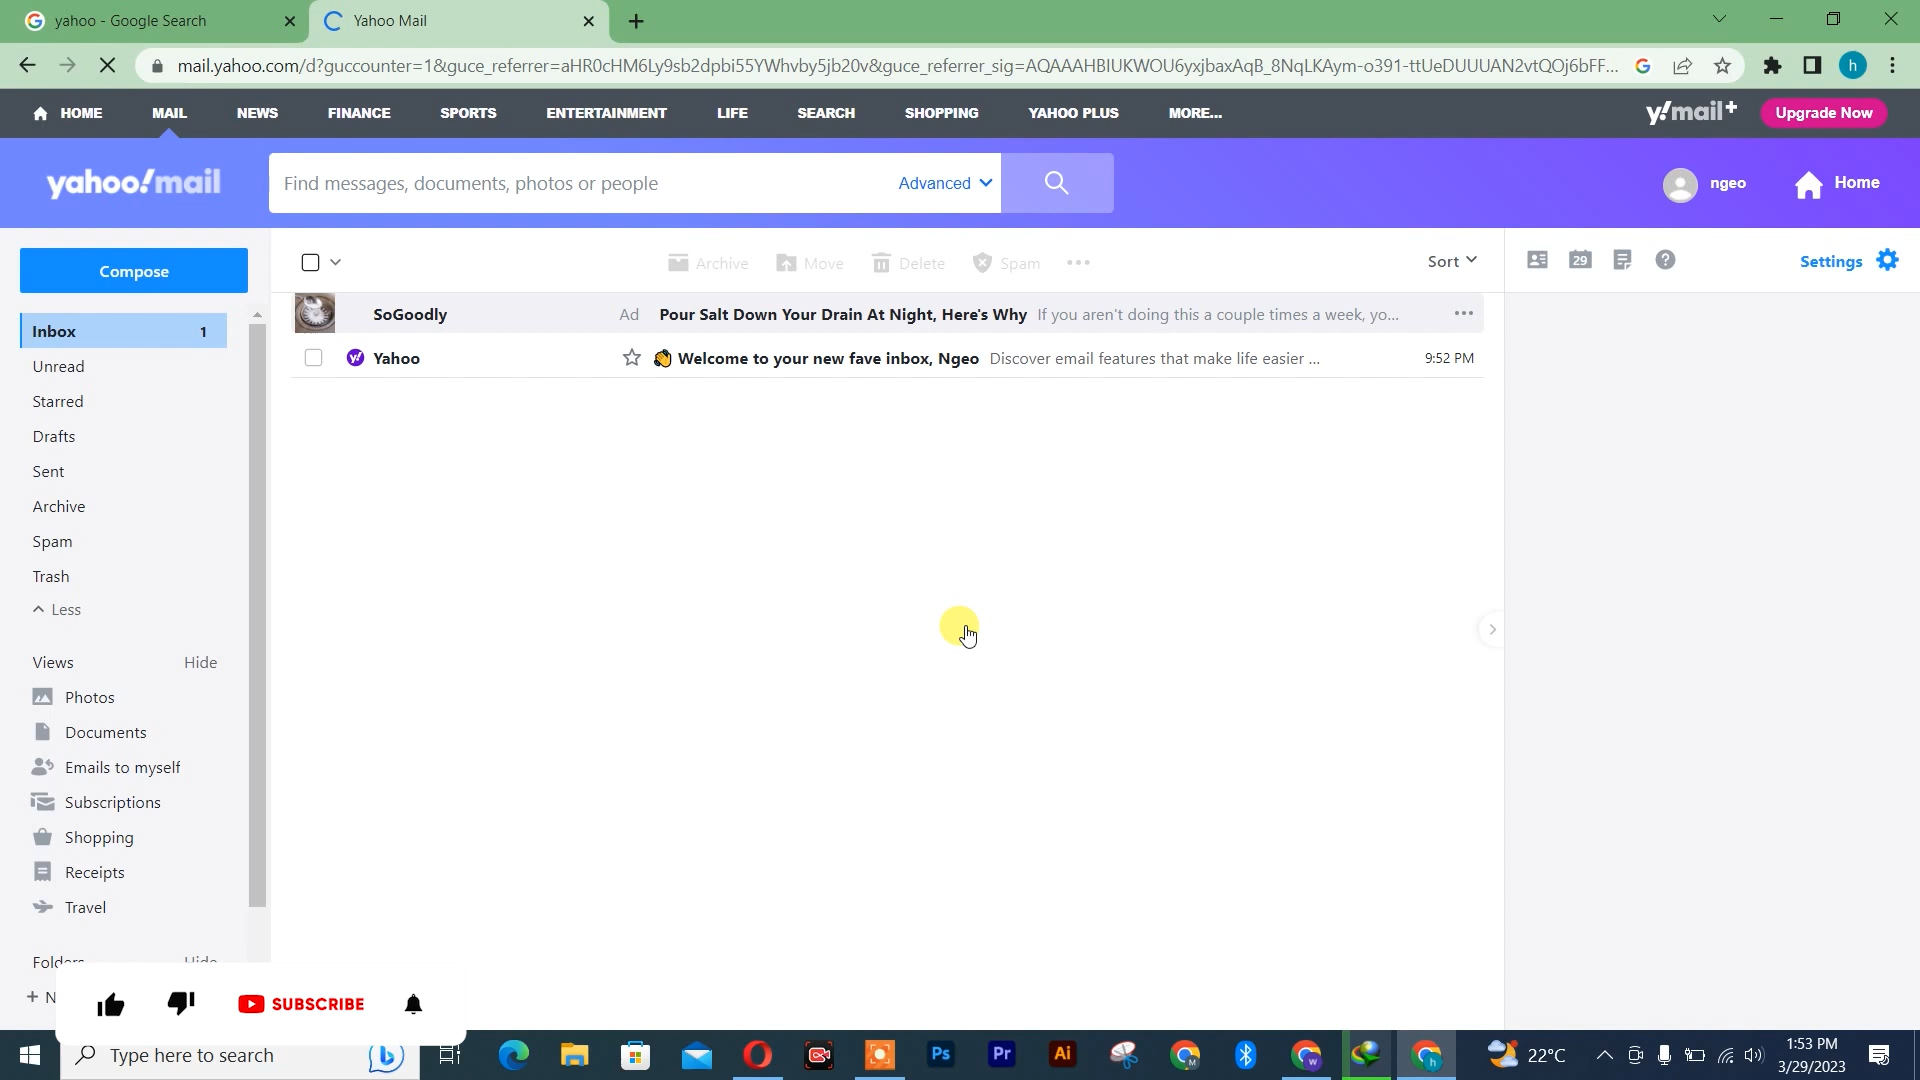 yahoo - Google Search
Yahoo Mail
mail.yahoo.com/d?guccounter=1&guce_referrer=aHR0cHM6Ly9sb2dpbi55YWhvby5jb20v&guce_referrer_sig=AQAAAHBIUKWOU6yxjbaxAqB_8NqLKAym-o391-ttUeDUUUAN2vtQOj6bFF...
h
HOME MAIL NEWS FINANCE SPORTS ENTERTAINMENT LIFE SEARCH SHOPPING YAHOO PLUS MORE... y!mail+ Upgrade Now
yahoo!mail
Find messages, documents, photos or people
Advanced
ngeo
Home
Compose
Archive Move Delete Spam
Sort
29
Settings
SoGoodly Ad Pour Salt Down Your Drain At Night, Here's Why If you aren't doing this a couple times a week, yo...
y! Yahoo 👋 Welcome to your new fave inbox, Ngeo Discover email features that make life easier ... 9:52 PM
Inbox 1
Unread
Starred
Drafts
Sent
Archive
Spam
Trash
Less
Views Hide
Photos
Documents
Emails to myself
Subscriptions
Shopping
Receipts
Travel
Folders Hide
+ N
SUBSCRIBE
Type here to search
Ps
Pr
Ai
M
w
h
22°C
1:53 PM
3/29/2023